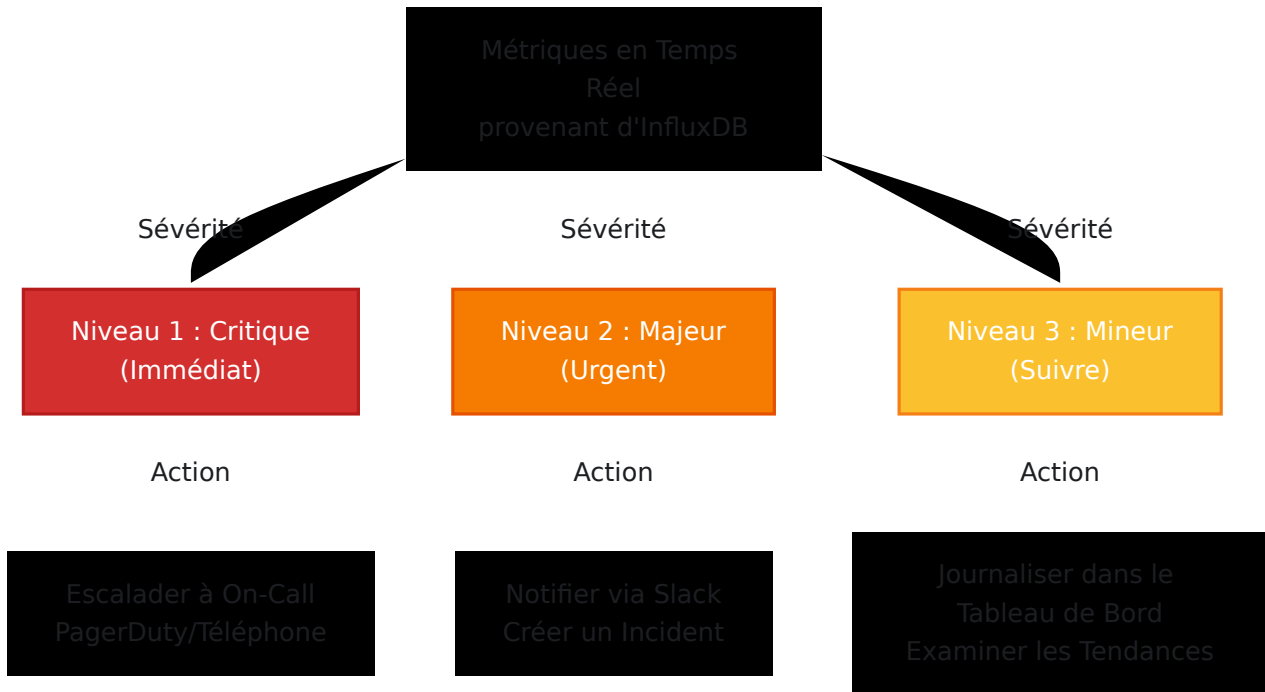 Métriques en Temps
Réel
provenant d'InfluxDB
Sévérité
Sévérité
Sévérité
Niveau 1 : Critique
(Immédiat)
Niveau 2 : Majeur
(Urgent)
Niveau 3 : Mineur
(Suivre)
Action
Action
Action
Escalader à On-Call
PagerDuty/Téléphone
Notifier via Slack
Créer un Incident
Journaliser dans le
Tableau de Bord
Examiner les Tendances